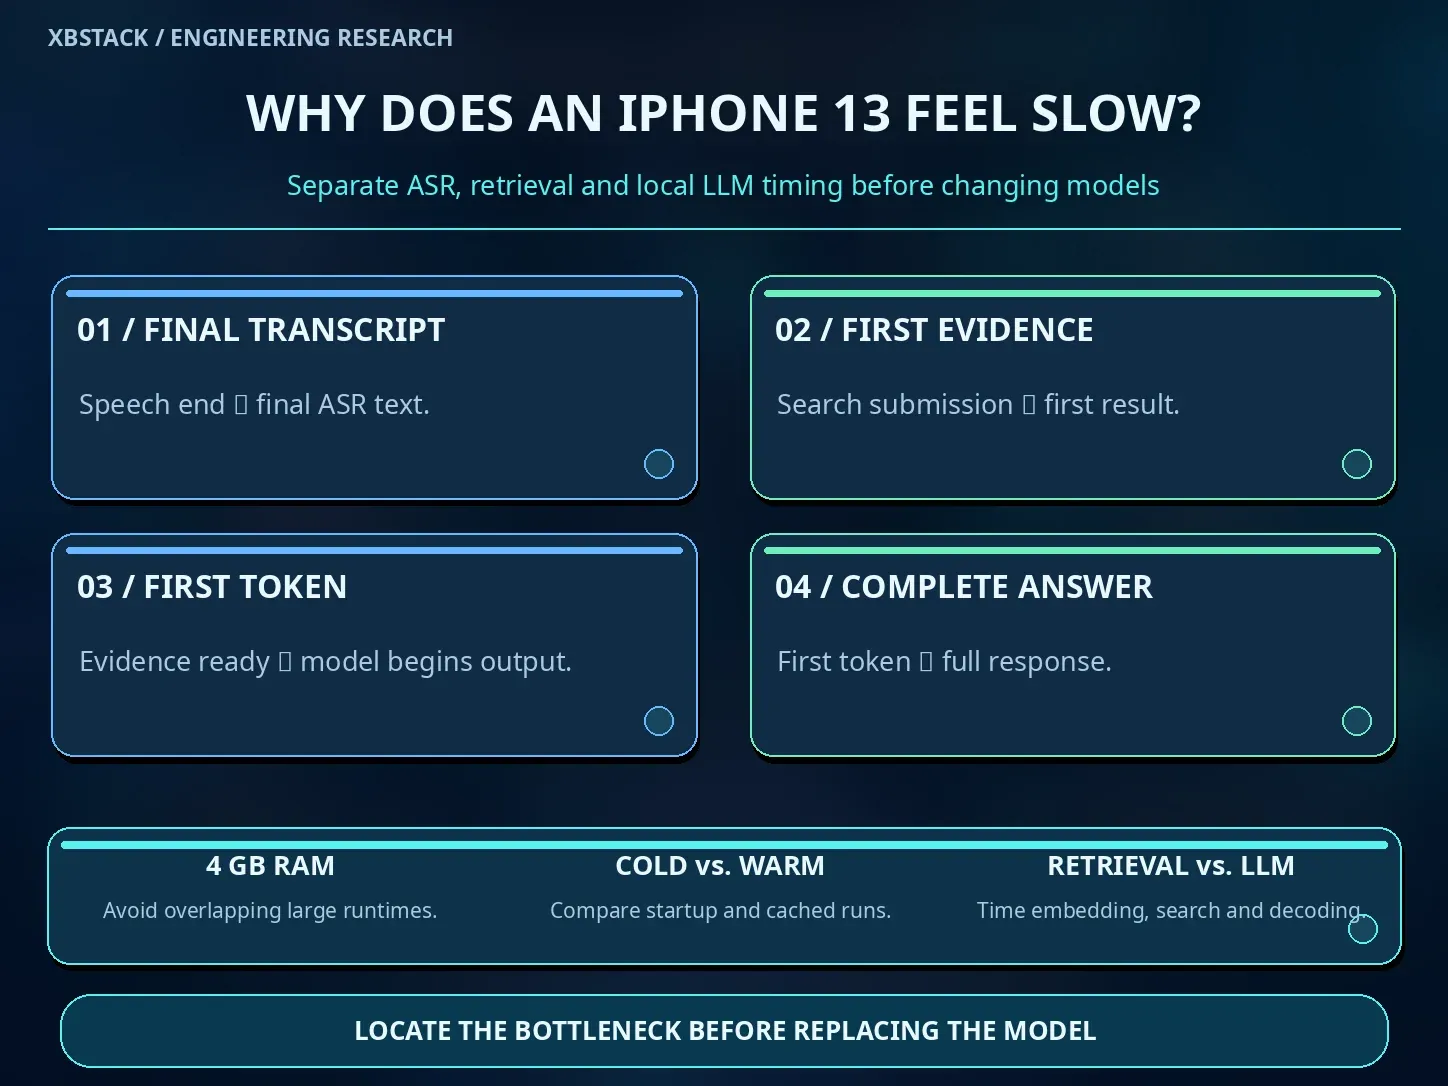 XBSTACK / ENGINEERING RESEARCH
WHY DOES AN IPHONE 13 FEEL SLOW?
Separate ASR, retrieval and local LLM timing before changing models
01 / FINAL TRANSCRIPT
Speech end ▯ final ASR text.
02 / FIRST EVIDENCE
Search submission ▯ first result.
03 / FIRST TOKEN
Evidence ready ▯ model begins output.
04 / COMPLETE ANSWER
First token ▯ full response.
4 GB RAM
Avoid overlapping large runtimes.
COLD vs. WARM
Compare startup and cached runs.
RETRIEVAL vs. LLM
Time embedding, search and decoding.
LOCATE THE BOTTLENECK BEFORE REPLACING THE MODEL